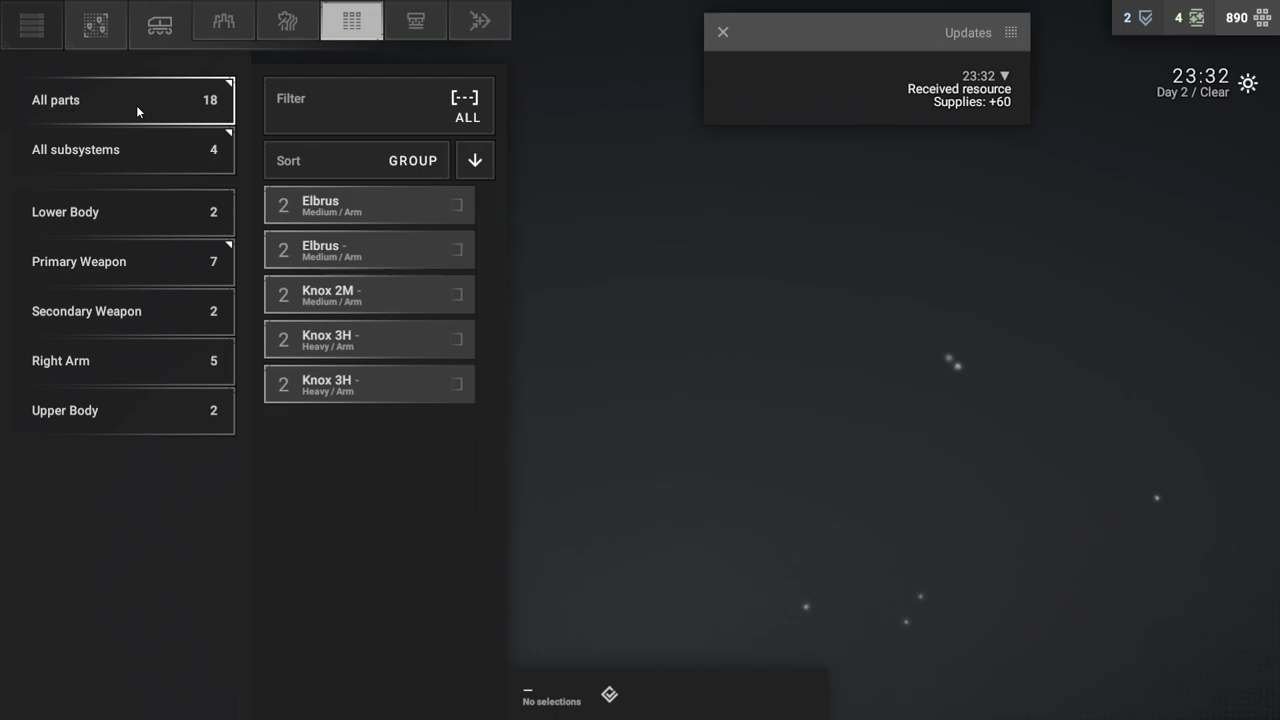 2
4
890
Updates
23:32 ▼
Received resource
Supplies: +60
23:32
Day 2 / Clear
All parts 18
All subsystems 4
Lower Body 2
Primary Weapon 7
Secondary Weapon 2
Right Arm 5
Upper Body 2
Filter [---]
ALL
Sort GROUP
2 Elbrus
Medium / Arm
2 Elbrus -
Medium / Arm
2 Knox 2M -
Medium / Arm
2 Knox 3H -
Heavy / Arm
2 Knox 3H -
Heavy / Arm
–
No selections